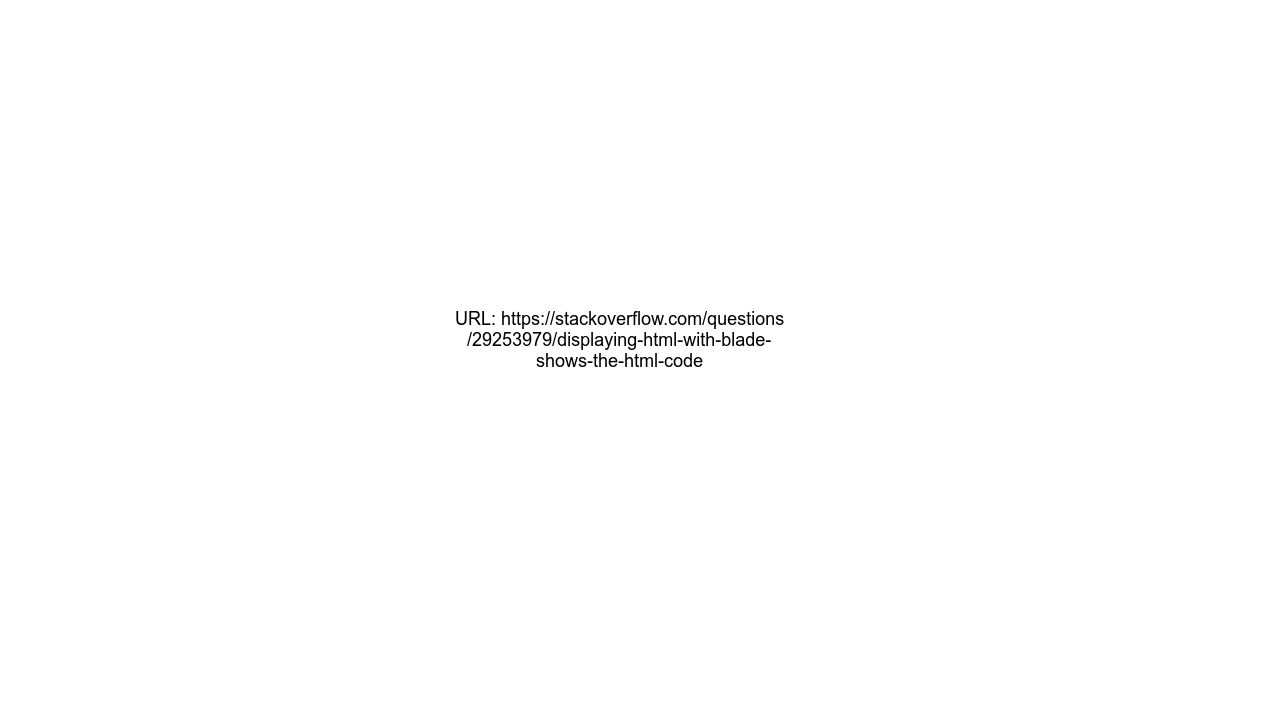 URL: https://stackoverflow.com/questions
/29253979/displaying-html-with-blade-
shows-the-html-code